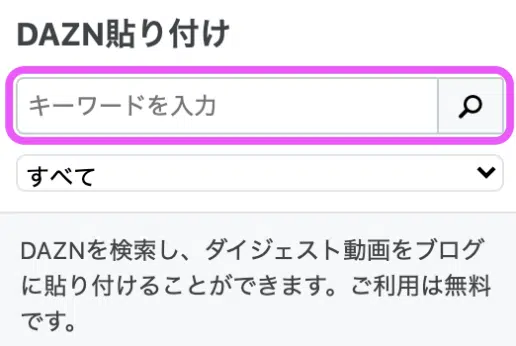 DAZN貼り付け
キーワードを入力
すべて
DAZNを検索し、ダイジェスト動画をブログ
に貼り付けることができます。ご利用は無料
です。